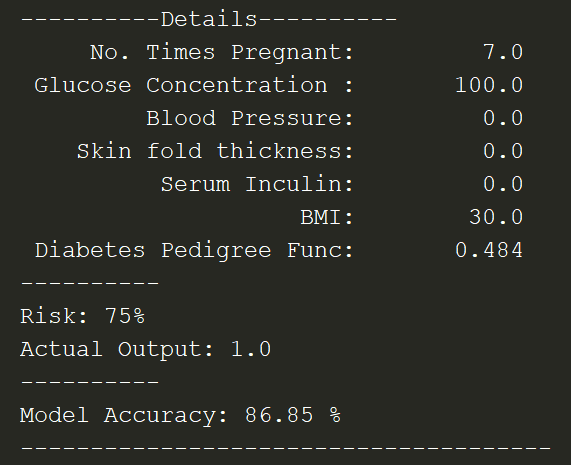 ----------Details----------
No. Times Pregnant: 7.0
Glucose Concentration : 100.0
Blood Pressure: 0.0
Skin fold thickness: 0.0
Serum Inculin: 0.0
BMI: 30.0
Diabetes Pedigree Func: 0.484
----------
Risk: 75%
Actual Output: 1.0
----------
Model Accuracy: 86.85 %
--------------------------------------